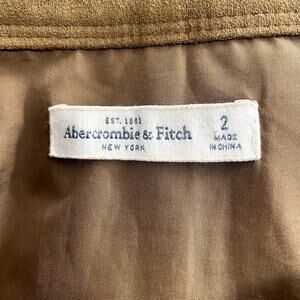 EST. 1892
Abercrombie & Fitch
NEW YORK
2
MADE
IN CHINA